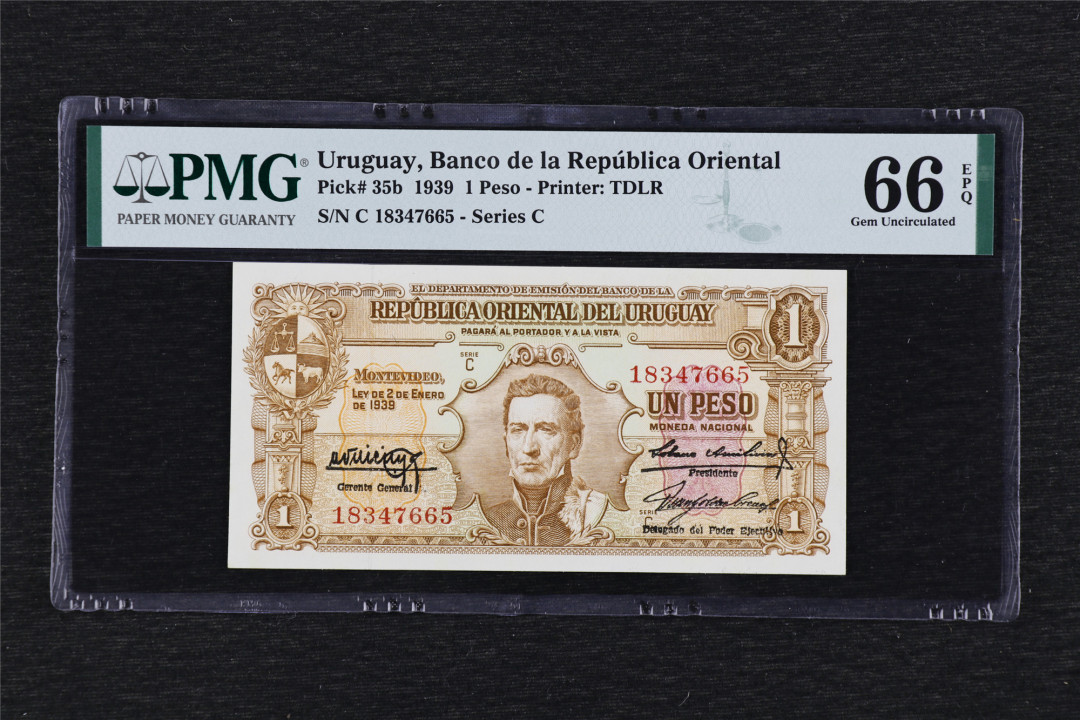 PMG®
PAPER MONEY GUARANTY
Uruguay, Banco de la República Oriental
Pick# 35b 1939 1 Peso - Printer: TDLR
S/N C 18347665 - Series C
66
EPQ
Gem Uncirculated
EL DEPARTAMENTO DE EMISIÓN DEL BANCO DE LA
REPÚBLICA ORIENTAL DEL URUGUAY
PAGARÁ AL PORTADOR Y A LA VISTA
1
SERIE
C
MONTEVIDEO,
LEY DE 2 DE ENERO
DE 1939
18347665
UN PESO
MONEDA NACIONAL
Gerente General
Presidente
18347665
SERIE
C
Delegado del Poder Ejecutivo
1
1